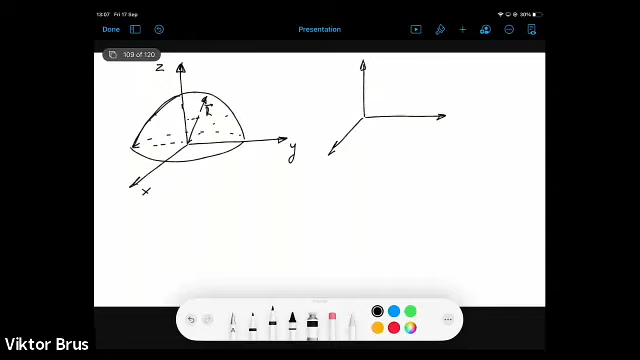 13:07 Fri 17 Sep
30%
Done
Presentation
109 of 120
z
y
x
A
Viktor Brus